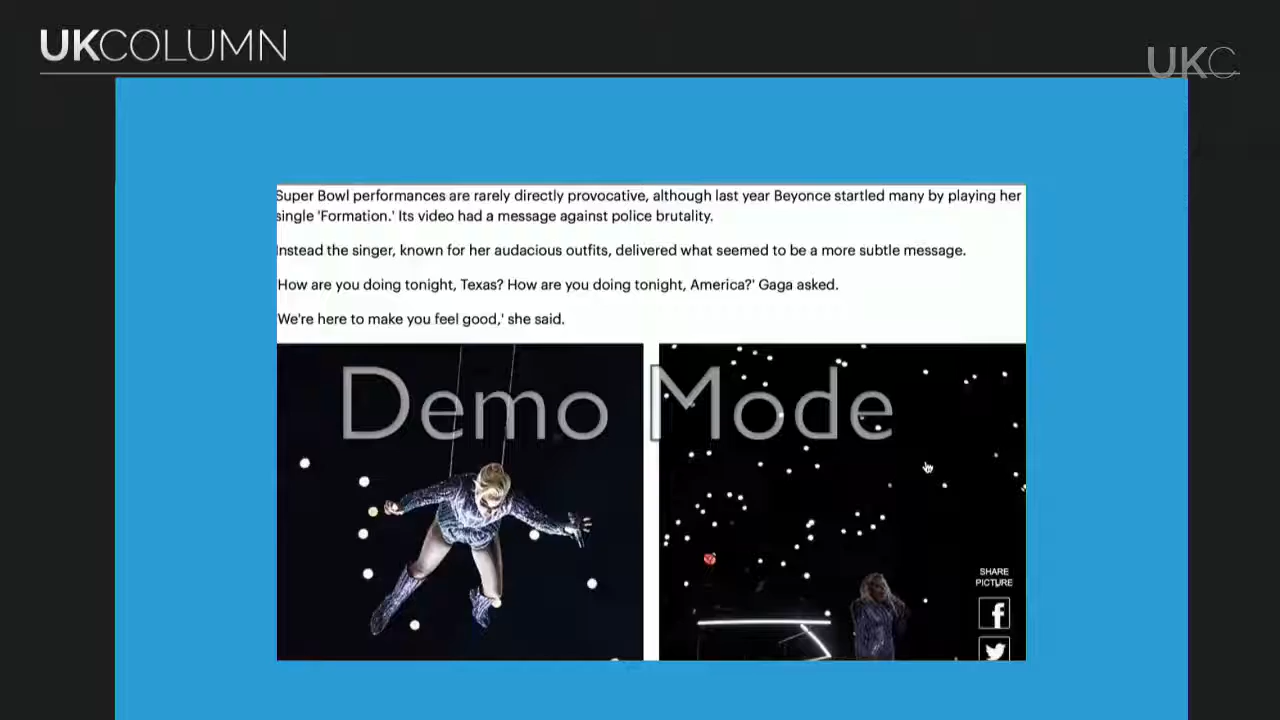 UKCOLUMN
UKC
Super Bowl performances are rarely directly provocative, although last year Beyonce startled many by playing her
single 'Formation.' Its video had a message against police brutality.
Instead the singer, known for her audacious outfits, delivered what seemed to be a more subtle message.
'How are you doing tonight, Texas? How are you doing tonight, America?' Gaga asked.
'We're here to make you feel good,' she said.
Demo Mode
SHARE
PICTURE